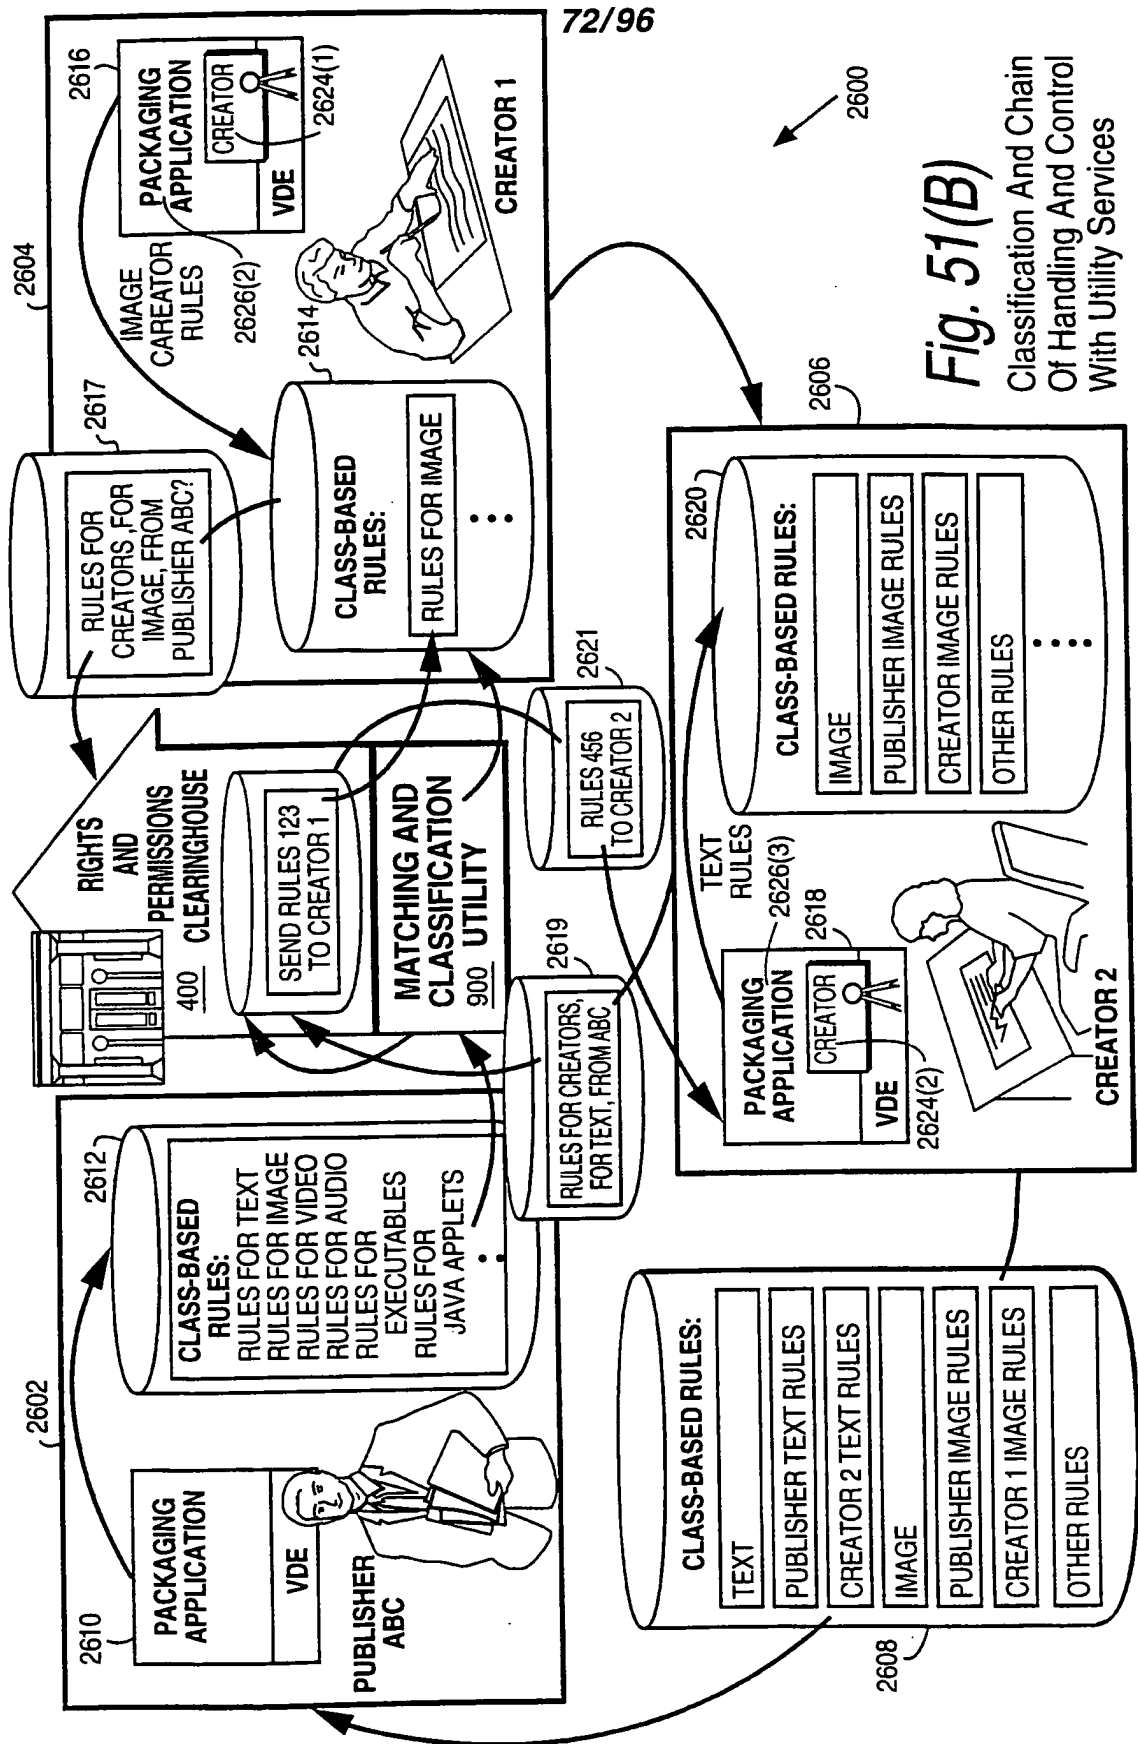 72/96
2602
2610
PACKAGING
APPLICATION
VDE
PUBLISHER
ABC
2612
CLASS-BASED
RULES:
RULES FOR TEXT
RULES FOR IMAGE
RULES FOR VIDEO
RULES FOR AUDIO
RULES FOR
EXECUTABLES
RULES FOR
JAVA APPLETS
RIGHTS
AND
PERMISSIONS
CLEARINGHOUSE
400
SEND RULES 123
TO CREATOR 1
MATCHING AND
CLASSIFICATION
UTILITY
900
2617
RULES FOR
CREATORS ,FOR
IMAGE, FROM
PUBLISHER ABC?
2604
2616
PACKAGING
APPLICATION
CREATOR
VDE
2624(1)
2626(2)
IMAGE
CAREATOR
RULES
2614
CLASS-BASED
RULES:
RULES FOR IMAGE
CREATOR 1
2619
RULES FOR CREATORS,
FOR TEXT, FROM ABC
2621
RULES 456
TO CREATOR 2
2606
PACKAGING
APPLICATION
2626(3)
2618
CREATOR
VDE
2624(2)
TEXT
RULES
CREATOR 2
2620
CLASS-BASED RULES:
IMAGE
PUBLISHER IMAGE RULES
CREATOR IMAGE RULES
OTHER RULES
2608
CLASS-BASED RULES:
TEXT
PUBLISHER TEXT RULES
CREATOR 2 TEXT RULES
IMAGE
PUBLISHER IMAGE RULES
CREATOR 1 IMAGE RULES
OTHER RULES
2600
Fig. 51(B)
Classification And Chain
Of Handling And Control
With Utility Services